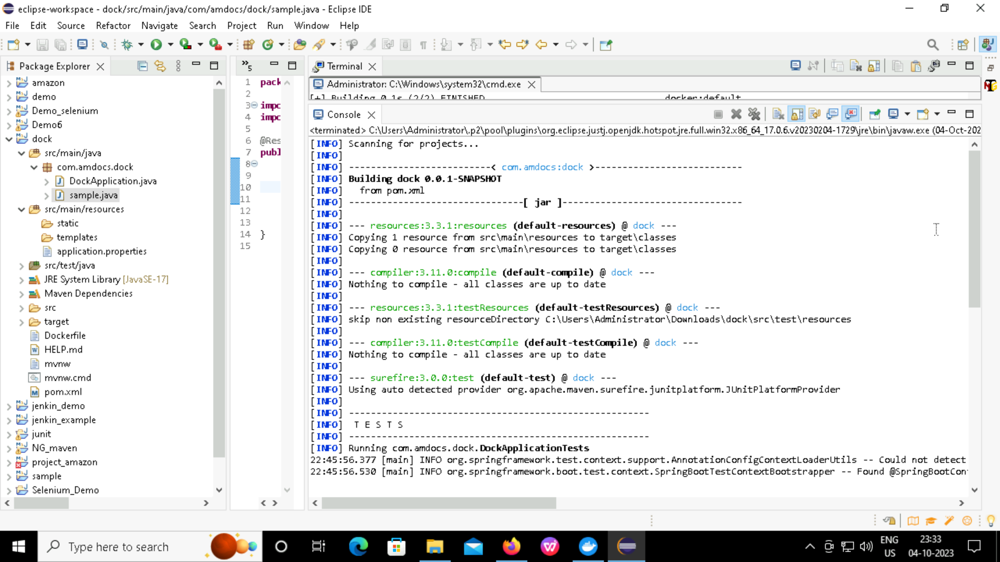 eclipse-workspace - dock/src/main/java/com/amdocs/dock/sample.java - Eclipse IDE
File Edit Source Refactor Navigate Search Project Run Window Help
Package Explorer
amazon
demo
Demo_selenium
Demo6
dock
src/main/java
com.amdocs.dock
DockApplication.java
sample.java
src/main/resources
static
templates
application.properties
src/test/java
JRE System Library [JavaSE-17]
Maven Dependencies
src
target
Dockerfile
HELP.md
mvnw
mvnw.cmd
pom.xml
jenkin_demo
jenkin_example
junit
NG_maven
project_amazon
sample
Selenium_Demo
»5
1 pack
2
3 impc
4 impc
5
6 @Res
7 publ
8
9
10
11
12
13
14 }
15
Terminal
Administrator: C:\Windows\system32\cmd.exe
[+] Building 0.1s (2/2) FINISHED docker:default
Console
<terminated> C:\Users\Administrator\.p2\pool\plugins\org.eclipse.justj.openjdk.hotspot.jre.full.win32.x86_64_17.0.6.v20230204-1729\jre\bin\javaw.exe (04-Oct-202
[INFO] Scanning for projects...
[INFO]
[INFO] --------------------------< com.amdocs:dock >---------------------------
[INFO] Building dock 0.0.1-SNAPSHOT
[INFO]   from pom.xml
[INFO] --------------------------------[ jar ]---------------------------------
[INFO]
[INFO] --- resources:3.3.1:resources (default-resources) @ dock ---
[INFO] Copying 1 resource from src\main\resources to target\classes
[INFO] Copying 0 resource from src\main\resources to target\classes
[INFO]
[INFO] --- compiler:3.11.0:compile (default-compile) @ dock ---
[INFO] Nothing to compile - all classes are up to date
[INFO]
[INFO] --- resources:3.3.1:testResources (default-testResources) @ dock ---
[INFO] skip non existing resourceDirectory C:\Users\Administrator\Downloads\dock\src\test\resources
[INFO]
[INFO] --- compiler:3.11.0:testCompile (default-testCompile) @ dock ---
[INFO] Nothing to compile - all classes are up to date
[INFO]
[INFO] --- surefire:3.0.0:test (default-test) @ dock ---
[INFO] Using auto detected provider org.apache.maven.surefire.junitplatform.JUnitPlatformProvider
[INFO]
[INFO] -------------------------------------------------------
[INFO]  T E S T S
[INFO] -------------------------------------------------------
[INFO] Running com.amdocs.dock.DockApplicationTests
22:45:56.377 [main] INFO org.springframework.test.context.support.AnnotationConfigContextLoaderUtils -- Could not detect
22:45:56.530 [main] INFO org.springframework.boot.test.context.SpringBootTestContextBootstrapper -- Found @SpringBootCon
Type here to search
ENG
US
23:33
04-10-2023